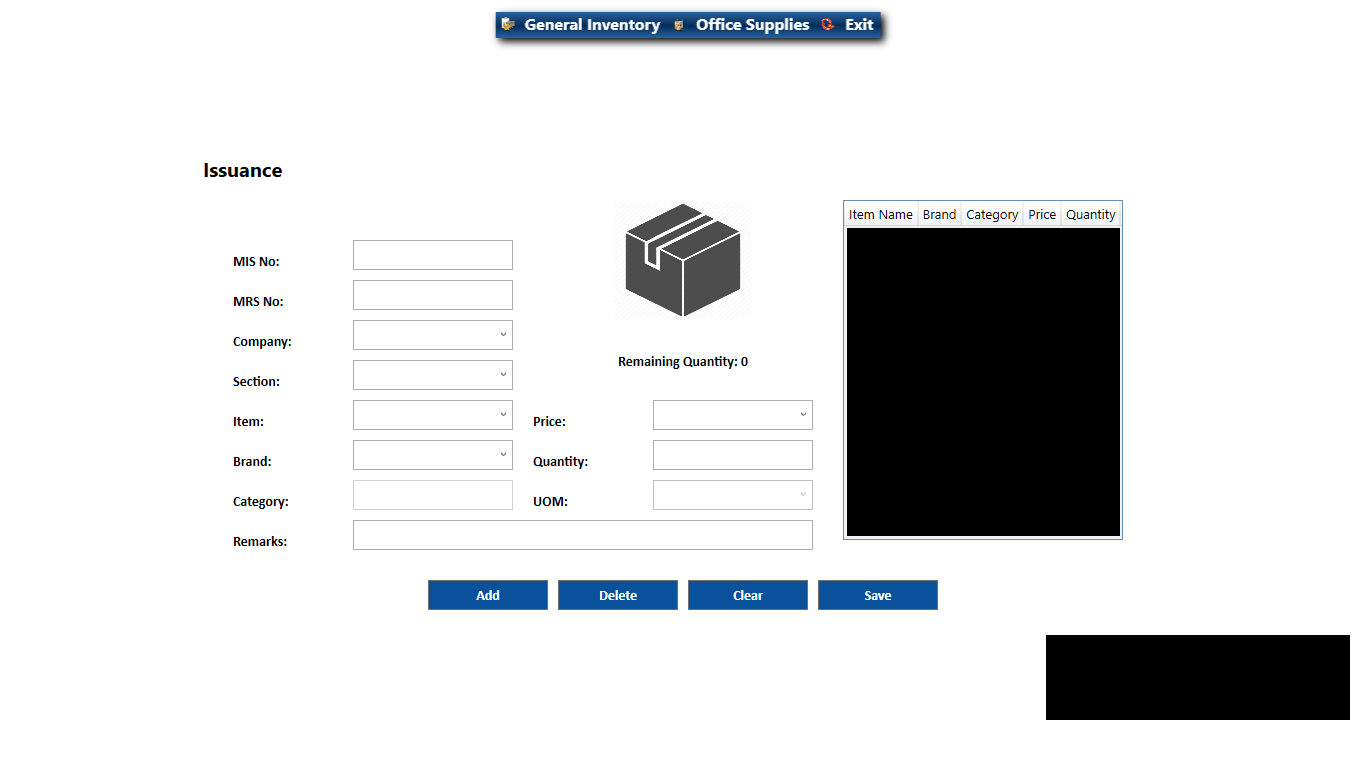 General Inventory Office Supplies Exit
Issuance
Item Name Brand Category Price Quantity
MIS No:
MRS No:
Company:
Remaining Quantity: 0
Section:
Item: Price:
Brand: Quantity:
Category: UOM:
Remarks:
Add Delete Clear Save